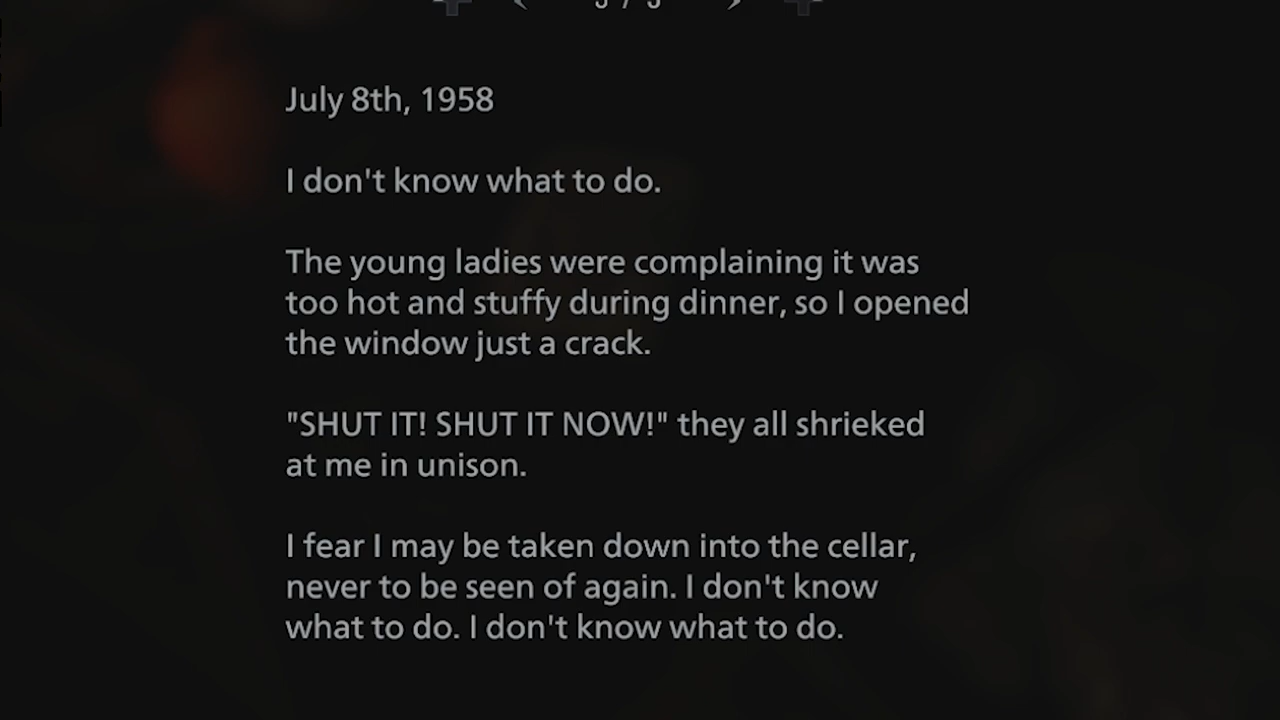 July 8th, 1958
I don't know what to do.
The young ladies were complaining it was
too hot and stuffy during dinner, so I opened
the window just a crack.
"SHUT IT! SHUT IT NOW!" they all shrieked
at me in unison.
I fear I may be taken down into the cellar,
never to be seen of again. I don't know
what to do. I don't know what to do.